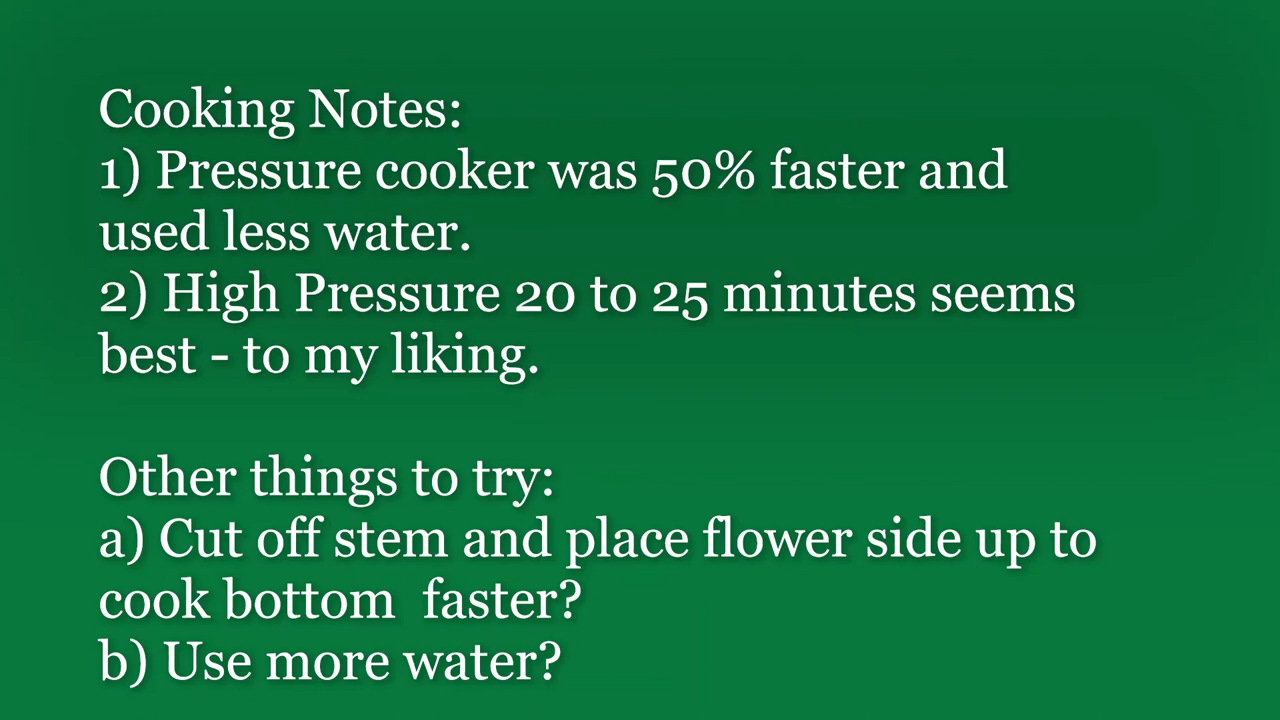 Cooking Notes:
1) Pressure cooker was 50% faster and
used less water.
2) High Pressure 20 to 25 minutes seems
best - to my liking.
Other things to try:
a) Cut off stem and place flower side up to
cook bottom  faster?
b) Use more water?